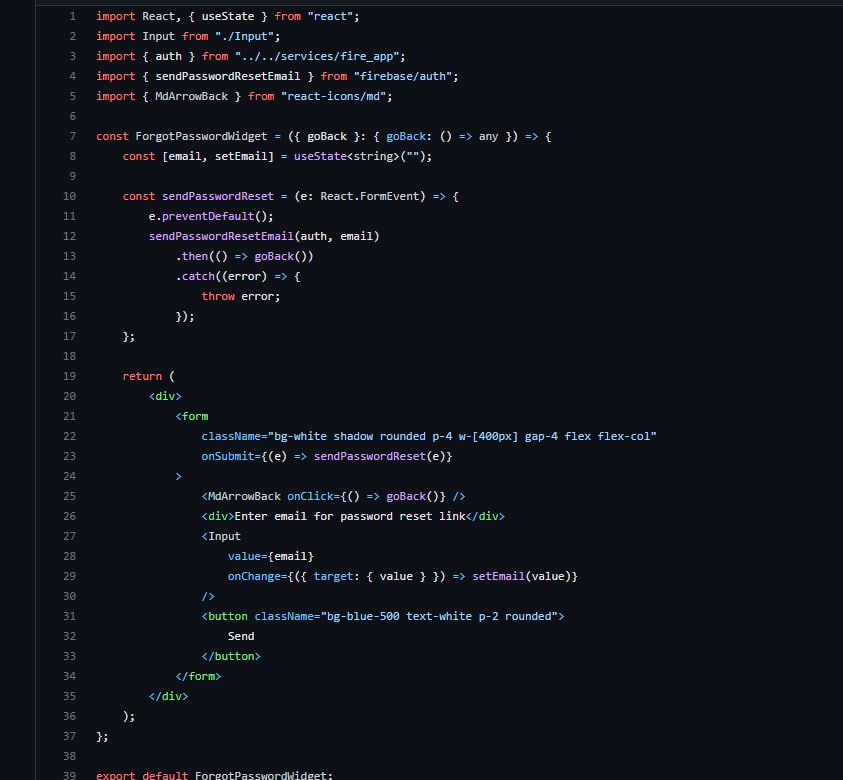 1 import React, { useState } from "react";
2 import Input from "./Input";
3 import { auth } from "../../services/fire_app";
4 import { sendPasswordResetEmail } from "firebase/auth";
5 import { MdArrowBack } from "react-icons/md";
6
7 const ForgotPasswordWidget = ({ goBack }: { goBack: () => any }) => {
8     const [email, setEmail] = useState<string>("");
9
10     const sendPasswordReset = (e: React.FormEvent) => {
11         e.preventDefault();
12         sendPasswordResetEmail(auth, email)
13             .then(() => goBack())
14             .catch((error) => {
15                 throw error;
16             });
17     };
18
19     return (
20         <div>
21             <form
22                 className="bg-white shadow rounded p-4 w-[400px] gap-4 flex flex-col"
23                 onSubmit={(e) => sendPasswordReset(e)}
24             >
25                 <MdArrowBack onClick={() => goBack()} />
26                 <div>Enter email for password reset link</div>
27                 <Input
28                     value={email}
29                     onChange={({ target: { value } }) => setEmail(value)}
30                 />
31                 <button className="bg-blue-500 text-white p-2 rounded">
32                     Send
33                 </button>
34             </form>
35         </div>
36     );
37 };
38
39 export default ForgotPasswordWidget;